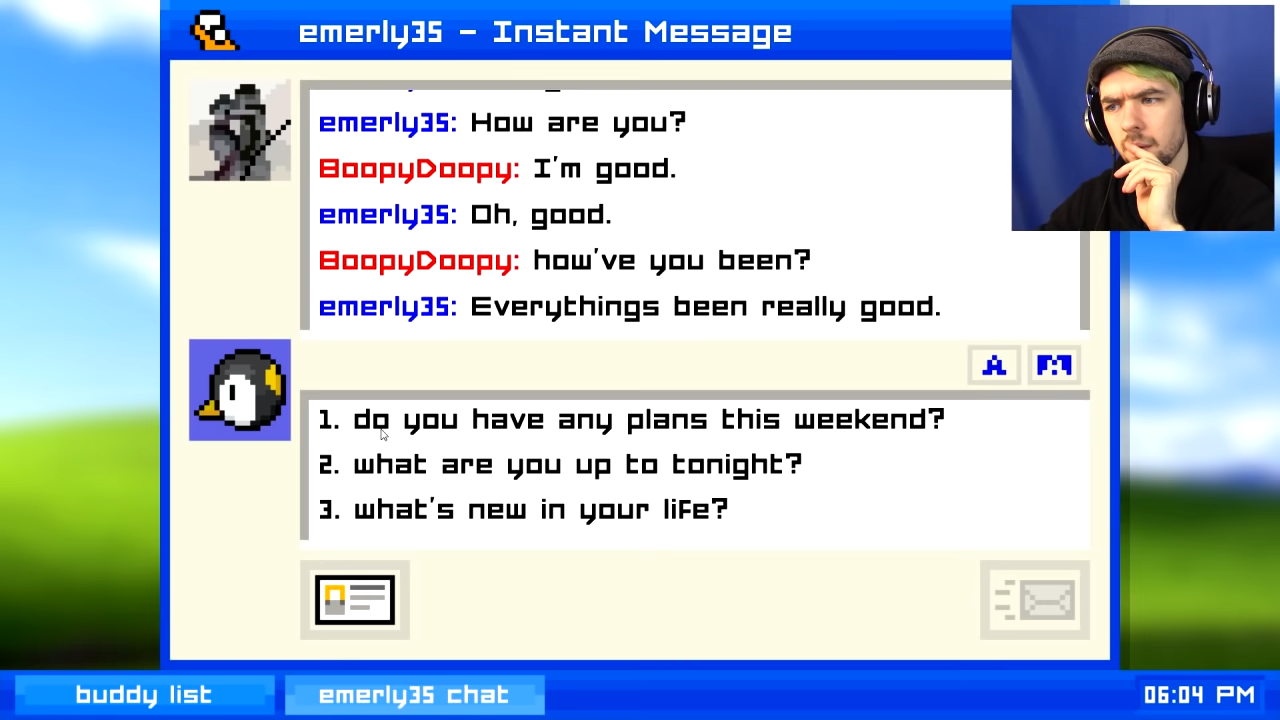 emerly35 - Instant Message
emerly35: How are you?
BoopyDoopy: I'm good.
emerly35: Oh, good.
BoopyDoopy: how've you been?
emerly35: Everythings been really good.
A
1. do you have any plans this weekend?
2. what are you up to tonight?
3. what's new in your life?
buddy list
emerly35 chat
06:04 PM